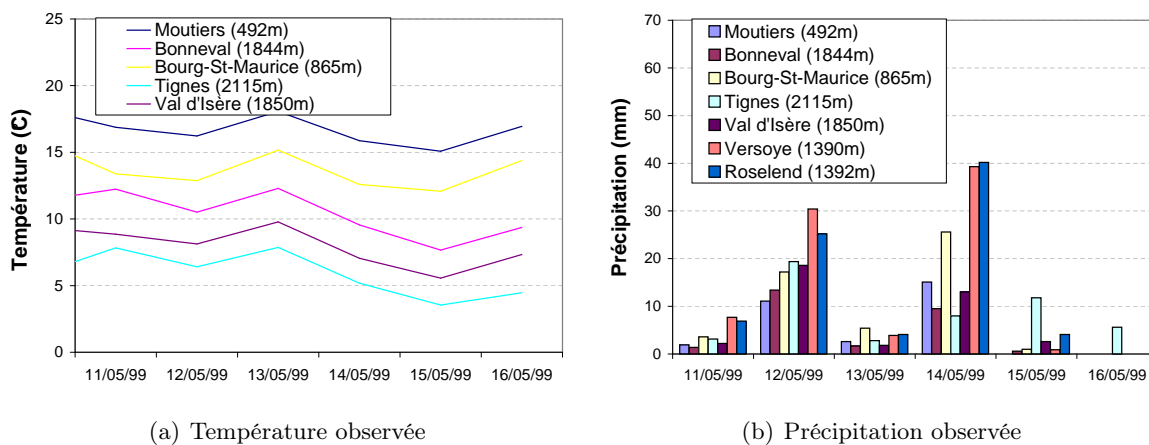 25
20
15
10
5
0
Température (C)
Moutiers (492m)
Bonneval (1844m)
Bourg-St-Maurice (865m)
Tignes (2115m)
Val d'Isère (1850m)
11/05/99 12/05/99 13/05/99 14/05/99 15/05/99 16/05/99
(a) Température observée
70
60
50
40
30
20
10
0
Précipitation (mm)
Moutiers (492m)
Bonneval (1844m)
Bourg-St-Maurice (865m)
Tignes (2115m)
Val d'Isère (1850m)
Versoye (1390m)
Roselend (1392m)
11/05/99 12/05/99 13/05/99 14/05/99 15/05/99 16/05/99
(b) Précipitation observée